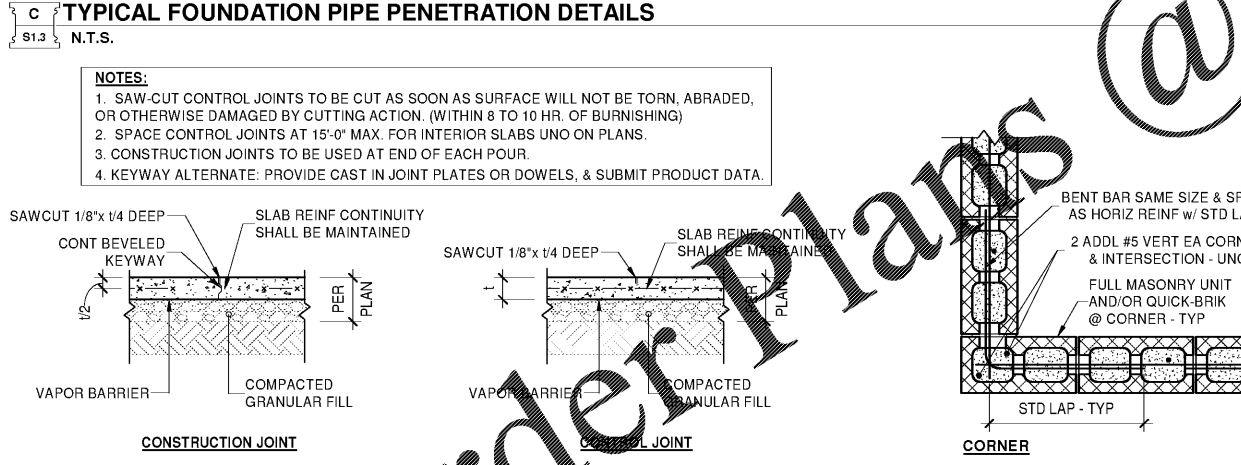 C
S1.3
TYPICAL FOUNDATION PIPE PENETRATION DETAILS
N.T.S.
NOTES:
1. SAW-CUT CONTROL JOINTS TO BE CUT AS SOON AS SURFACE WILL NOT BE TORN, ABRADED,
OR OTHERWISE DAMAGED BY CUTTING ACTION. (WITHIN 8 TO 10 HR. OF BURNISHING)
2. SPACE CONTROL JOINTS AT 15'-0" MAX. FOR INTERIOR SLABS UNO ON PLANS.
3. CONSTRUCTION JOINTS TO BE USED AT END OF EACH POUR.
4. KEYWAY ALTERNATE: PROVIDE CAST IN JOINT PLATES OR DOWELS, & SUBMIT PRODUCT DATA.
SAWCUT 1/8"x t/4 DEEP
CONT BEVELED
KEYWAY
SLAB REINF CONTINUITY
SHALL BE MAINTAINED
t/2
PER
PLAN
VAPOR BARRIER
COMPACTED
GRANULAR FILL
CONSTRUCTION JOINT
SAWCUT 1/8"x t/4 DEEP
SLAB REINF CONTINUITY
SHALL BE MAINTAINED
t
PER
PLAN
VAPOR BARRIER
COMPACTED
GRANULAR FILL
CONTROL JOINT
BENT BAR SAME SIZE & SP
AS HORIZ REINF w/ STD LA
2 ADDL #5 VERT EA CORN
& INTERSECTION - UNO
FULL MASONRY UNIT
AND/OR QUICK-BRIK
@ CORNER - TYP
STD LAP - TYP
CORNER
ider Plans @